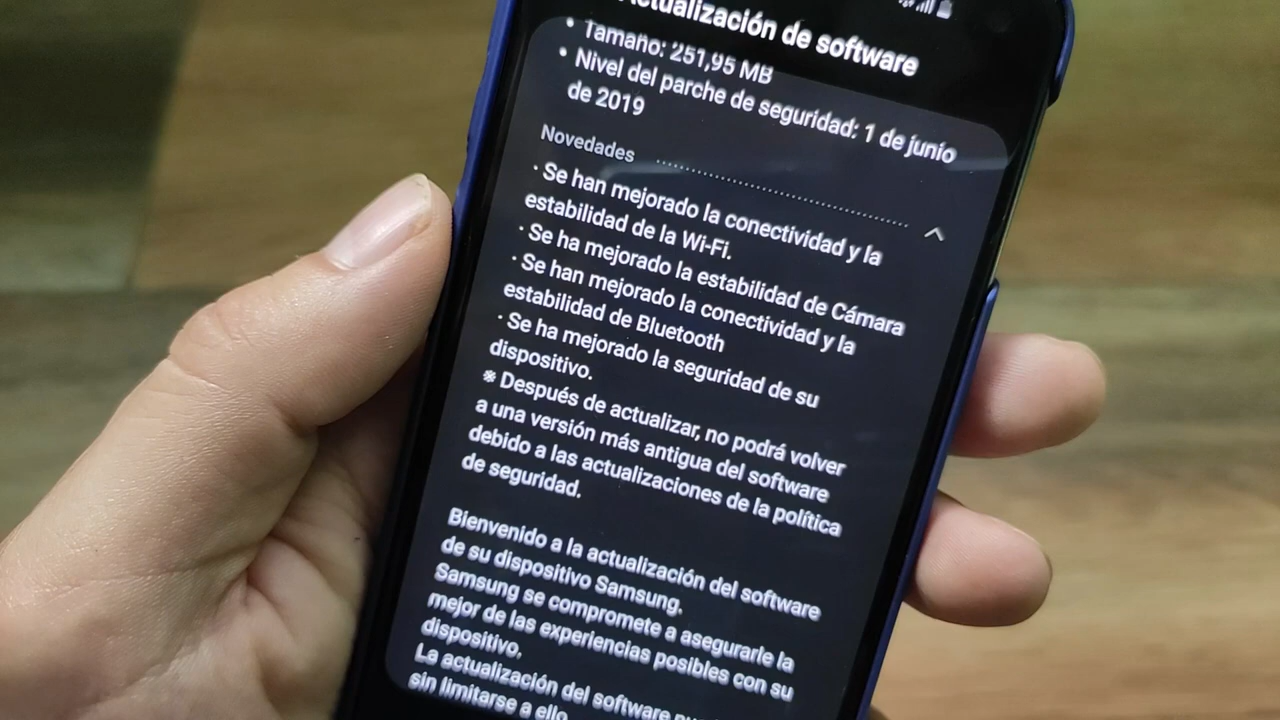 Actualización de software
• Tamaño: 251,95 MB
• Nivel del parche de seguridad: 1 de junio
de 2019
Novedades
· Se han mejorado la conectividad y la
estabilidad de la Wi-Fi.
· Se ha mejorado la estabilidad de Cámara
· Se han mejorado la conectividad y la
estabilidad de Bluetooth
· Se ha mejorado la seguridad de su
dispositivo.
※ Después de actualizar, no podrá volver
a una versión más antigua del software
debido a las actualizaciones de la política
de seguridad.
Bienvenido a la actualización del software
de su dispositivo Samsung.
Samsung se compromete a asegurarle la
mejor de las experiencias posibles con su
dispositivo.
La actualización del software
sin limitarse a ello